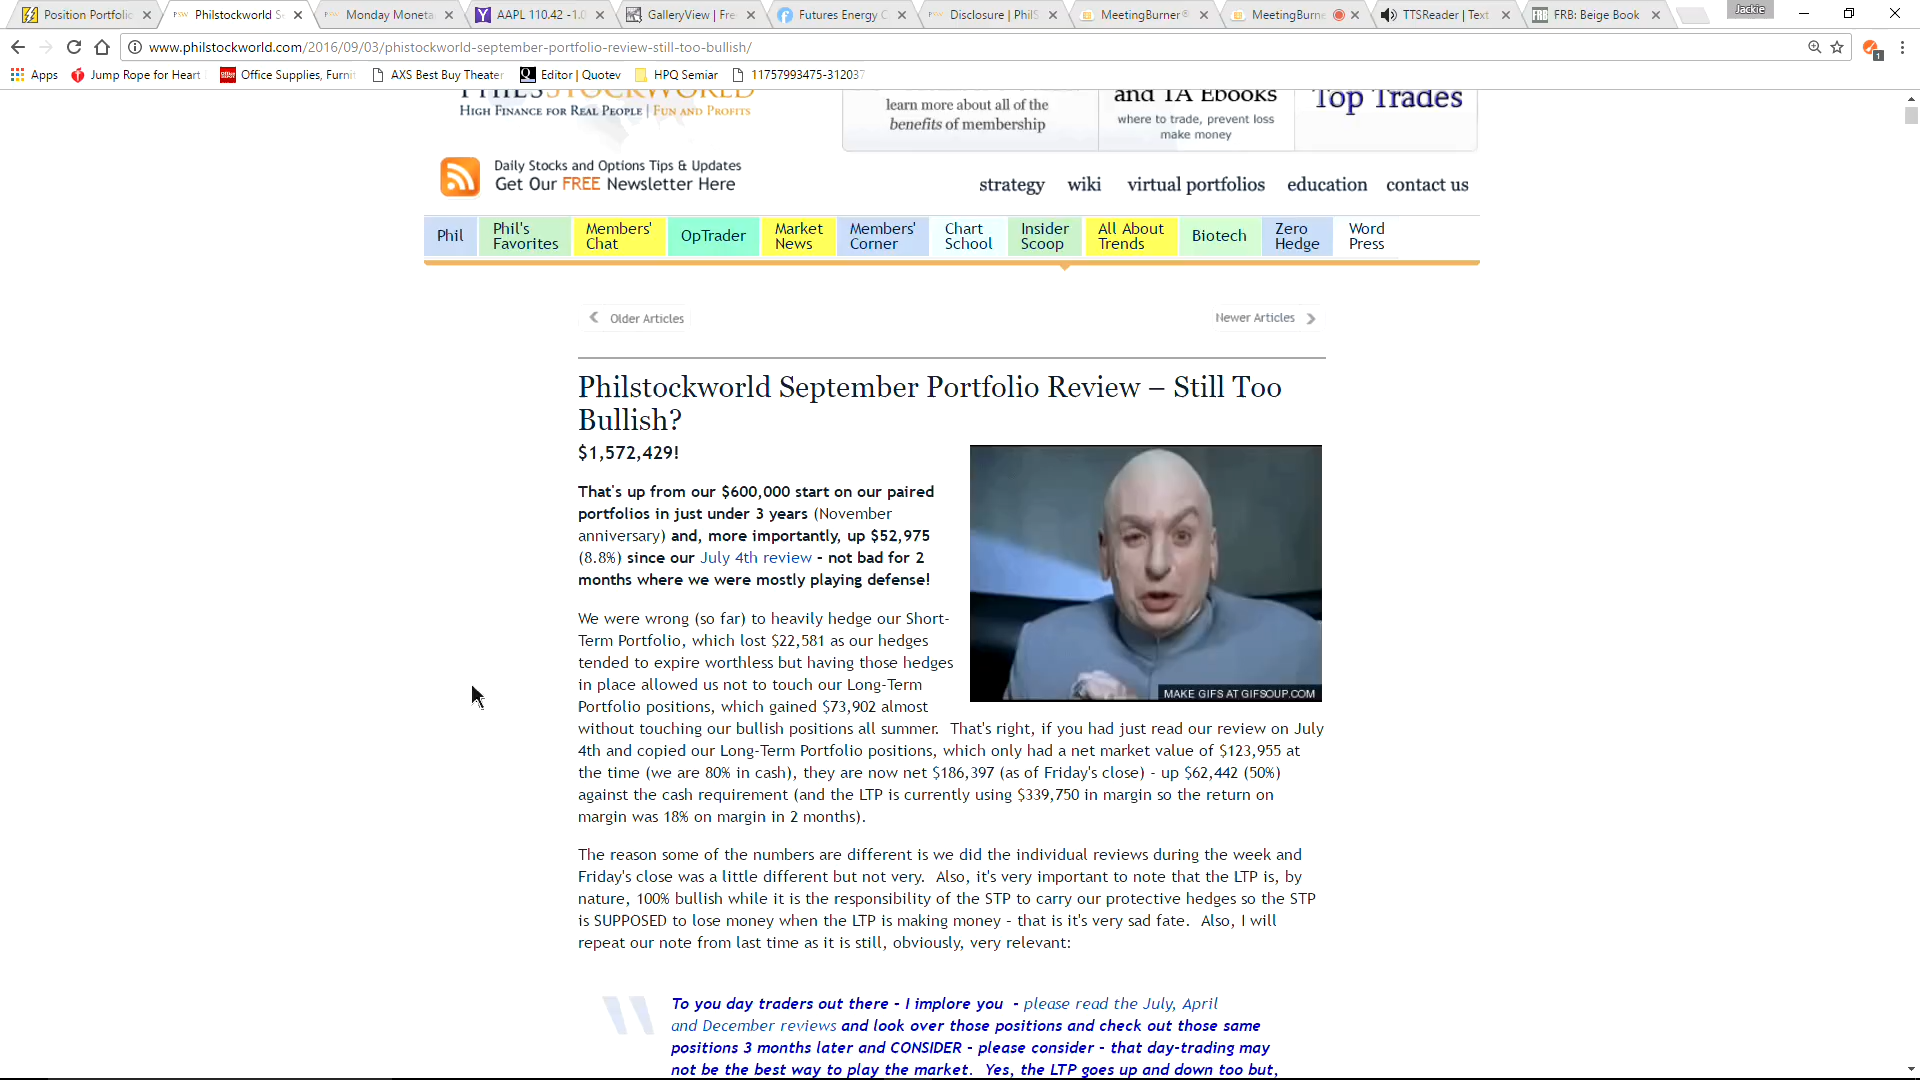 Position Portfolio
Philstockworld S
Monday Moneta
AAPL 110.42 -1.0
GalleryView | Fre
Futures Energy C
Disclosure | PhilS
MeetingBurner®
MeetingBurne
TTSReader | Text
FRB: Beige Book
Jackie
www.philstockworld.com/2016/09/03/phistockworld-september-portfolio-review-still-too-bullish/
1
Apps
Jump Rope for Heart
Office Supplies, Furnit
AXS Best Buy Theater
Editor | Quotev
HPQ Semiar
11757993475-312037
PHIL'S STOCKWORLD
HIGH FINANCE FOR REAL PEOPLE | FUN AND PROFITS
learn more about all of the
benefits of membership
and TA Ebooks
where to trade, prevent loss
make money
Top Trades
Daily Stocks and Options Tips & Updates
Get Our FREE Newsletter Here
strategy wiki virtual portfolios education contact us
Phil
Phil's
Favorites
Members'
Chat
OpTrader
Market
News
Members'
Corner
Chart
School
Insider
Scoop
All About
Trends
Biotech
Zero
Hedge
Word
Press
Older Articles
Newer Articles
Philstockworld September Portfolio Review – Still Too
Bullish?
$1,572,429!
That's up from our $600,000 start on our paired
portfolios in just under 3 years (November
anniversary) and, more importantly, up $52,975
(8.8%) since our July 4th review - not bad for 2
months where we were mostly playing defense!
MAKE GIFS AT GIFSOUP.COM
We were wrong (so far) to heavily hedge our Short-
Term Portfolio, which lost $22,581 as our hedges
tended to expire worthless but having those hedges
in place allowed us not to touch our Long-Term
Portfolio positions, which gained $73,902 almost
without touching our bullish positions all summer. That's right, if you had just read our review on July
4th and copied our Long-Term Portfolio positions, which only had a net market value of $123,955 at
the time (we are 80% in cash), they are now net $186,397 (as of Friday's close) - up $62,442 (50%)
against the cash requirement (and the LTP is currently using $339,750 in margin so the return on
margin was 18% on margin in 2 months).
The reason some of the numbers are different is we did the individual reviews during the week and
Friday's close was a little different but not very. Also, it's very important to note that the LTP is, by
nature, 100% bullish while it is the responsibility of the STP to carry our protective hedges so the STP
is SUPPOSED to lose money when the LTP is making money - that is it's very sad fate. Also, I will
repeat our note from last time as it is still, obviously, very relevant:
To you day traders out there - I implore you - please read the July, April
and December reviews and look over those positions and check out those same
positions 3 months later and CONSIDER - please consider - that day-trading may
not be the best way to play the market. Yes, the LTP goes up and down too but,